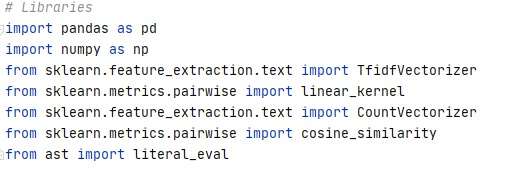 # Libraries
import pandas as pd
import numpy as np
from sklearn.feature_extraction.text import TfidfVectorizer
from sklearn.metrics.pairwise import linear_kernel
from sklearn.feature_extraction.text import CountVectorizer
from sklearn.metrics.pairwise import cosine_similarity
from ast import literal_eval